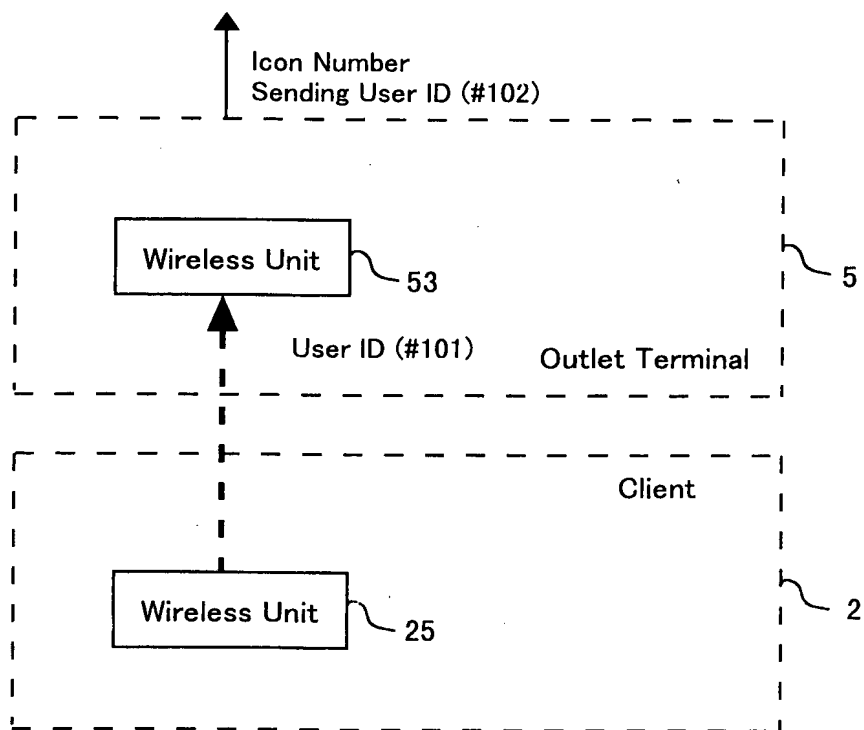 Icon Number
Sending User ID (#102)
Wireless Unit
53
5
User ID (#101)
Outlet Terminal
Client
Wireless Unit
25
2